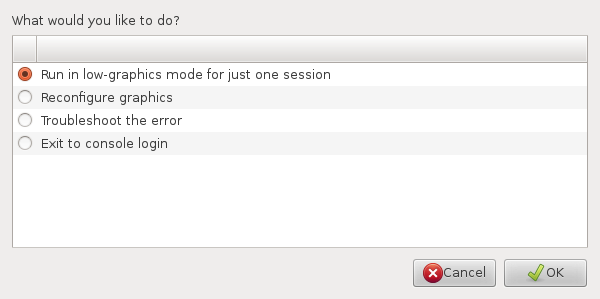 What would you like to do?
Run in low-graphics mode for just one session
Reconfigure graphics
Troubleshoot the error
Exit to console login
Cancel OK